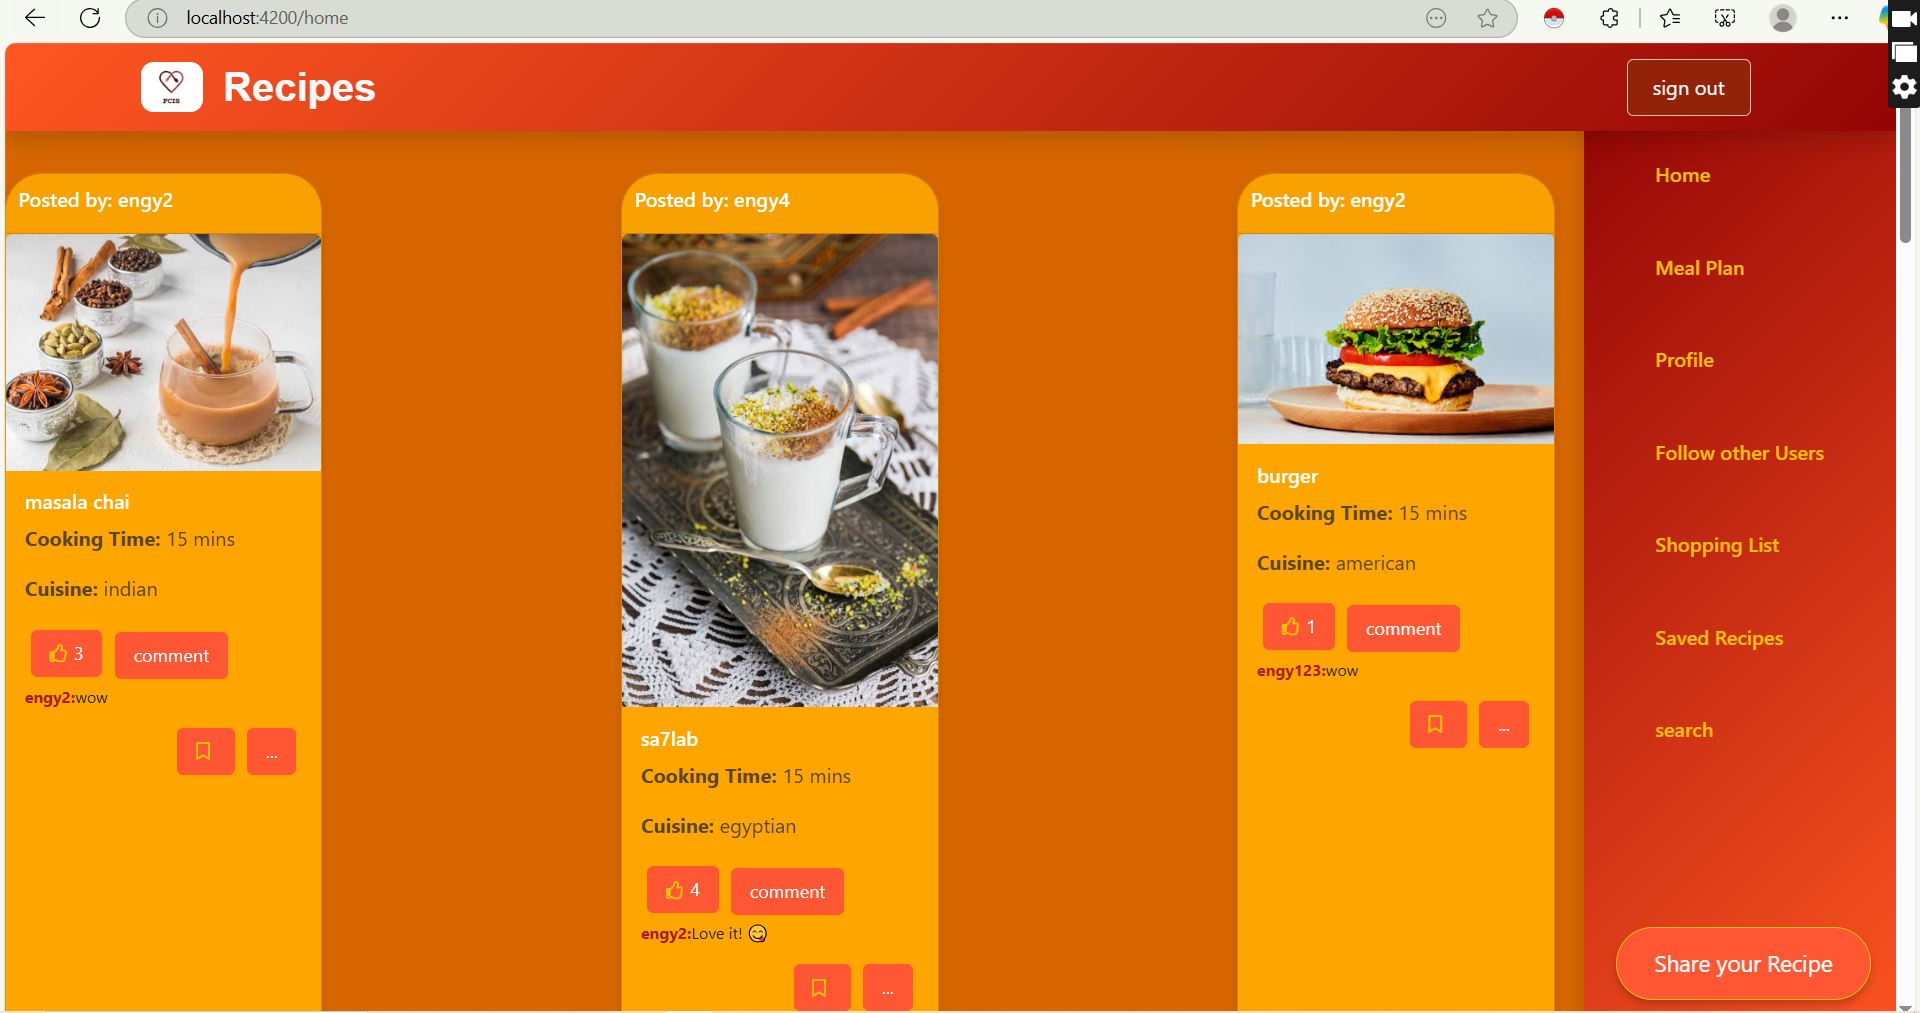 localhost:4200/home
FCIS
Recipes
sign out
Posted by: engy2
masala chai
Cooking Time: 15 mins
Cuisine: indian
3
comment
engy2:wow
...
Posted by: engy4
sa7lab
Cooking Time: 15 mins
Cuisine: egyptian
4
comment
engy2:Love it! 😋
...
Posted by: engy2
burger
Cooking Time: 15 mins
Cuisine: american
1
comment
engy123:wow
...
Home
Meal Plan
Profile
Follow other Users
Shopping List
Saved Recipes
search
Share your Recipe